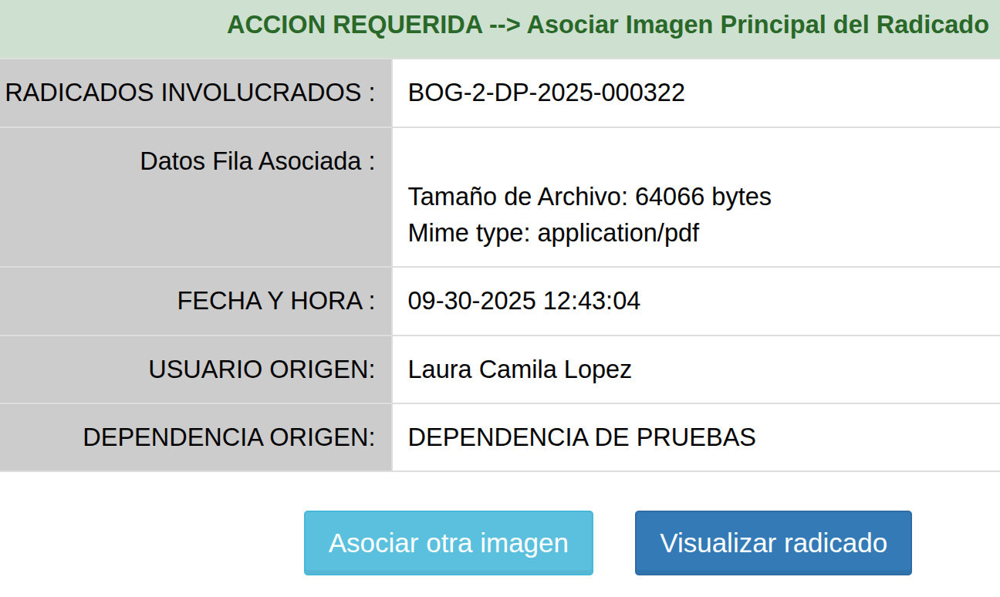 ACCION REQUERIDA --> Asociar Imagen Principal del Radicado
RADICADOS INVOLUCRADOS : BOG-2-DP-2025-000322
Datos Fila Asociada :
Tamaño de Archivo: 64066 bytes
Mime type: application/pdf
FECHA Y HORA : 09-30-2025 12:43:04
USUARIO ORIGEN: Laura Camila Lopez
DEPENDENCIA ORIGEN: DEPENDENCIA DE PRUEBAS
Asociar otra imagen Visualizar radicado